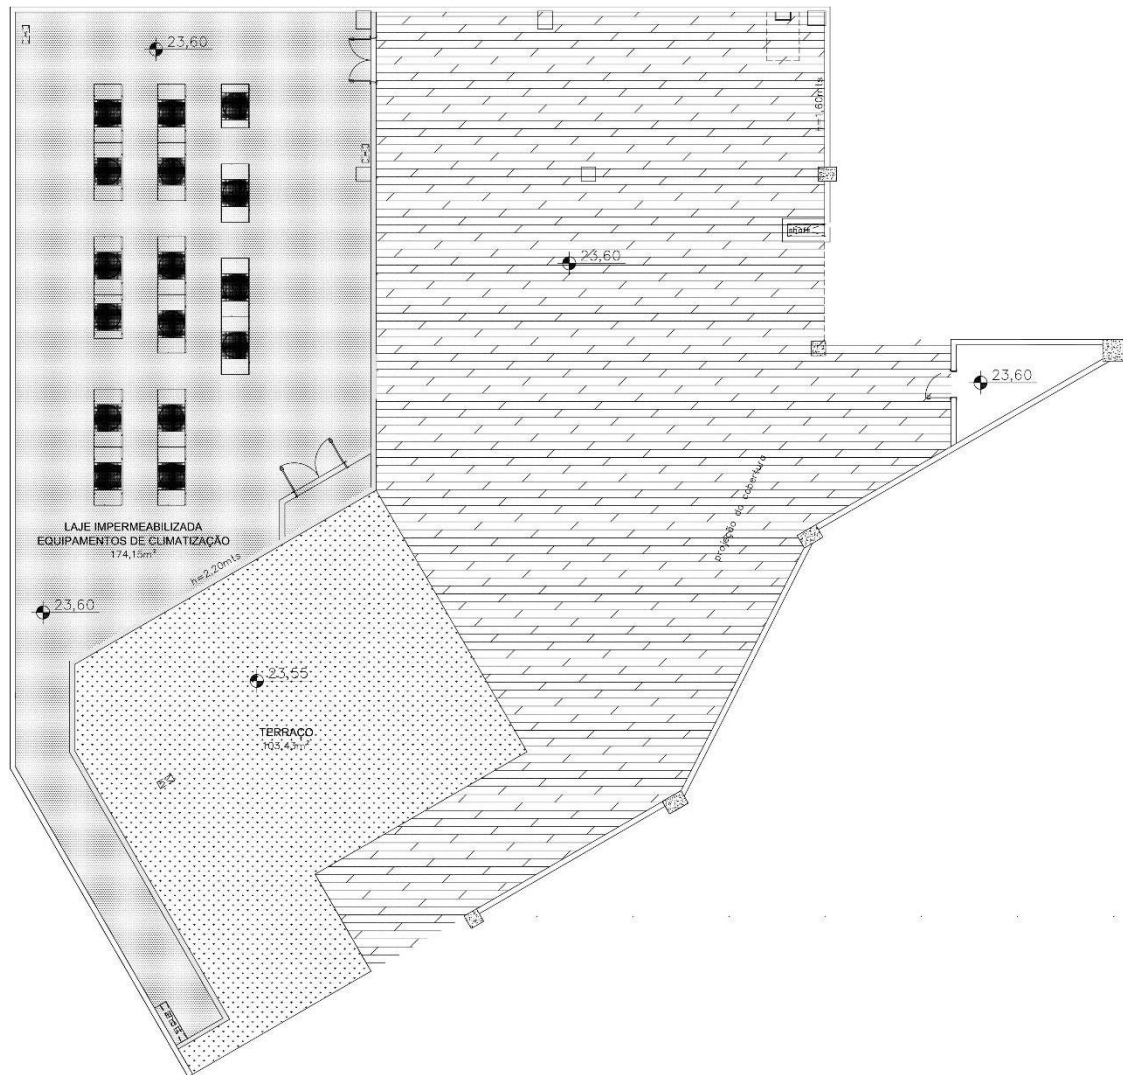 23,60
h=1,60mts
shaft
23,60
23,60
projeção da cobertura
LAJE IMPERMEABILIZADA
EQUIPAMENTOS DE CLIMATIZAÇÃO
174,15m²
h=2,20mts
23,60
23,55
TERRAÇO
103,43m²